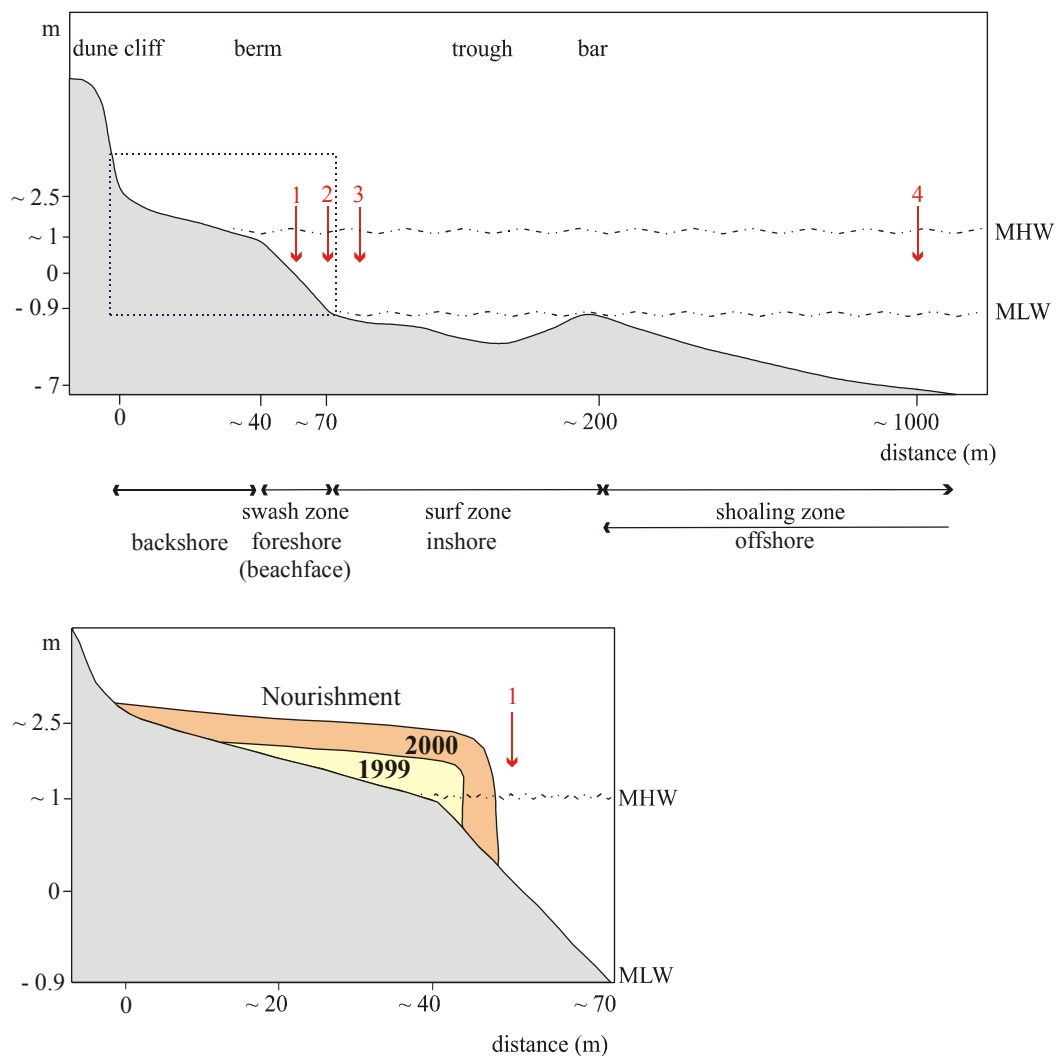 m
dune cliff berm trough bar
~ 2.5
1 2 3 4
~ 1
MHW
0
- 0.9
MLW
- 7
0 ~ 40 ~ 70 ~ 200 ~ 1000
distance (m)
swash zone surf zone shoaling zone
backshore foreshore inshore offshore
(beachface)
m
Nourishment 1
~ 2.5
2000
1999
~ 1 MHW
0
- 0.9 MLW
0 ~ 20 ~ 40 ~ 70
distance (m)